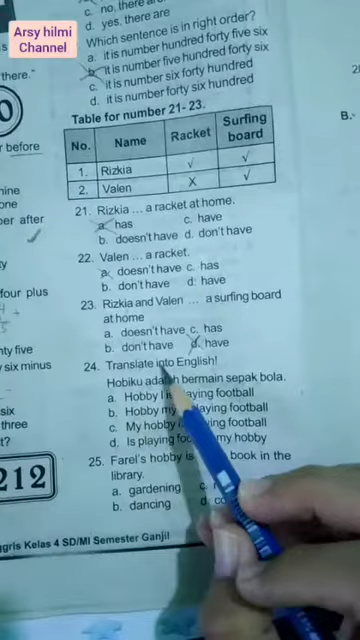 Arsy hilmi
Channel
c. no, there
d. yes, there are
Which sentence is in right order?
a. it is number hundred forty five six
b. it is number five hundred forty six
c. it is number six forty hundred
d. it is number forty six hundred
there."
Table for number 21- 23.
No. Name Racket Surfing board
1. Rizkia √ √
2. Valen X √
before
21. Rizkia ... a racket at home.
a. has c. have
b. doesn't have d. don't have
after
22. Valen ... a racket.
a. doesn't have c. has
b. don't have d. have
four plus
23. Rizkia and Valen ... a surfing board
at home
a. doesn't have c. has
b. don't have d. have
five
six minus
24. Translate into English!
Hobiku bermain sepak bola.
a. Hobby I football
b. Hobby my football
c. My hobby football
d. Is playing my hobby
six
three
25. Farel's hobby is book in the
library.
a. gardening c.
b. dancing d.
212
Kelas 4 SD/MI Semester Ganjil
B.